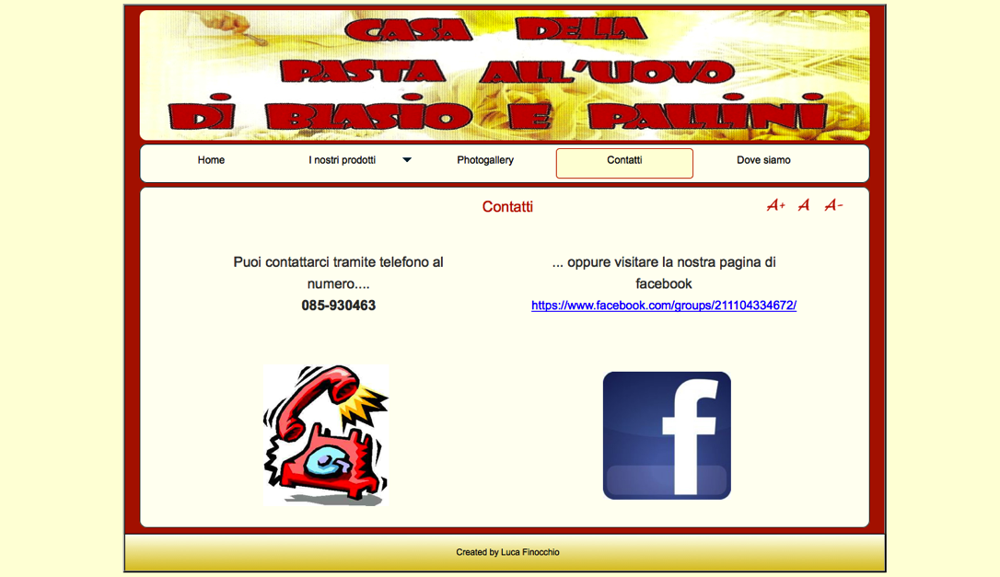 CASA DELLA
PASTA ALL'UOVO
Di BLASiO E PALLiNi
Home I nostri prodotti Photogallery Contatti Dove siamo
Contatti
A+ A A-
Puoi contattarci tramite telefono al
numero....
085-930463
... oppure visitare la nostra pagina di
facebook
https://www.facebook.com/groups/211104334672/
f
Created by Luca Finocchio